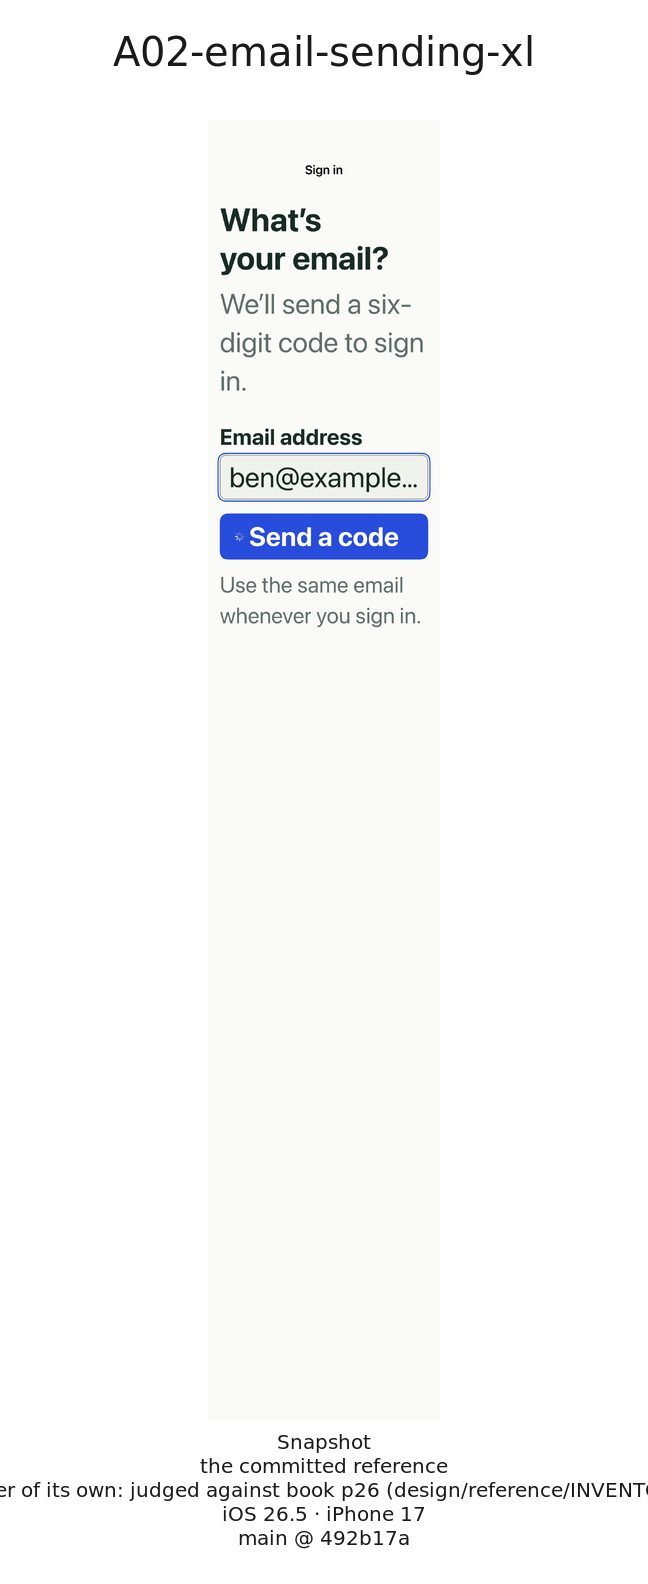 A02-email-sending-xl
Sign in
What’s
your email?
We’ll send a six-
digit code to sign
in.
Email address
ben@example…
Send a code
Use the same email
whenever you sign in.
Snapshot
the committed reference
of its own: judged against book p26 (design/reference/
iOS 26.5 · iPhone 17
main @ 492b17a